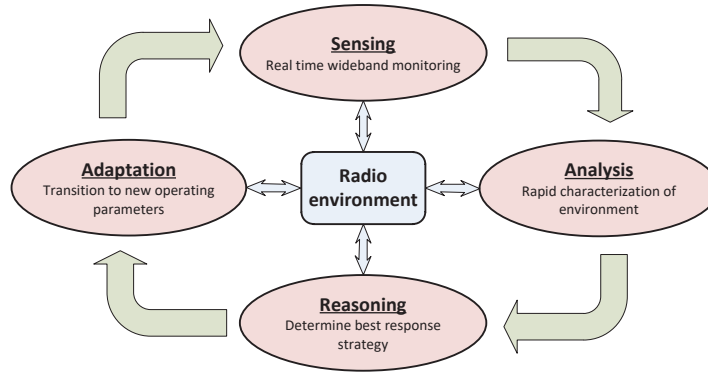 Sensing
Real time wideband monitoring
Adaptation
Transition to new operating
parameters
Radio
environment
Analysis
Rapid characterization of
environment
Reasoning
Determine best response
strategy